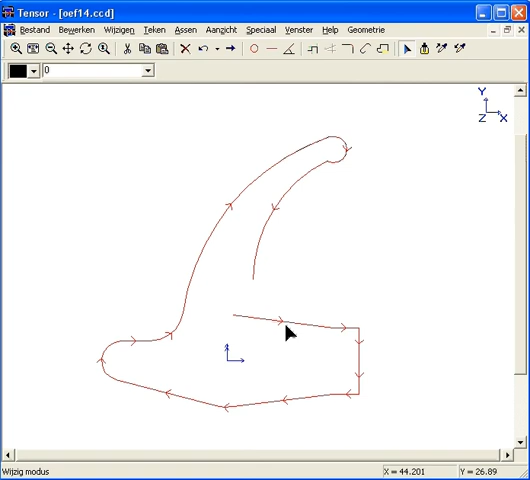 Tensor - [oef14.ccd]
Bestand Bewerken Wijzigen Teken Assen Aanzicht Speciaal Venster Help Geometrie
0
Y
Z X
Wijzig modus X = 44.201 Y = 26.89